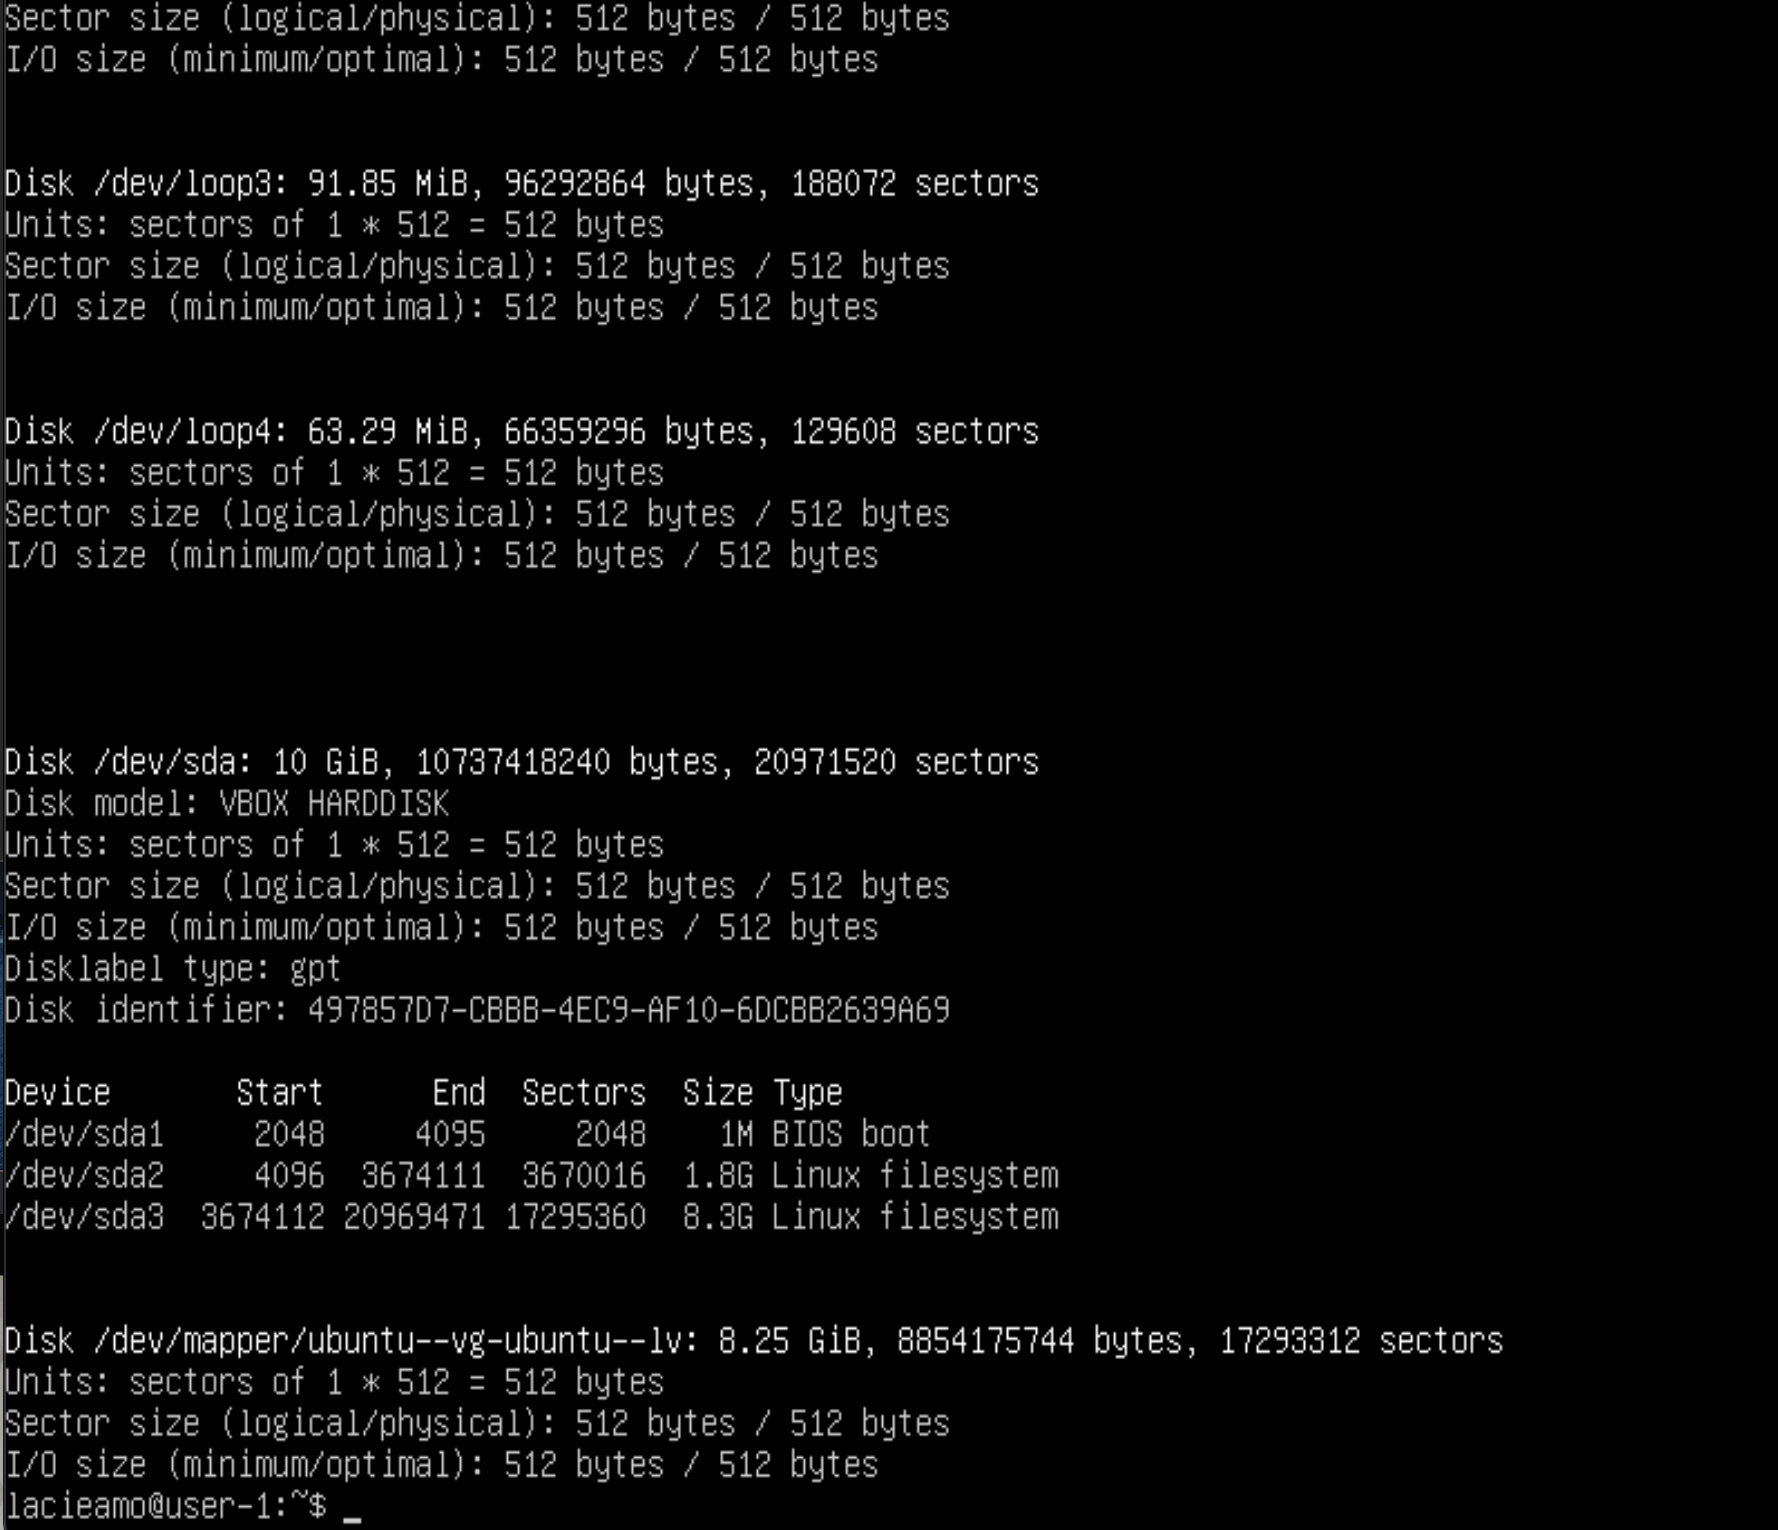 Sector size (logical/physical): 512 bytes / 512 bytes
I/O size (minimum/optimal): 512 bytes / 512 bytes
Disk /dev/loop3: 91.85 MiB, 96292864 bytes, 188072 sectors
Units: sectors of 1 * 512 = 512 bytes
Sector size (logical/physical): 512 bytes / 512 bytes
I/O size (minimum/optimal): 512 bytes / 512 bytes
Disk /dev/loop4: 63.29 MiB, 66359296 bytes, 129608 sectors
Units: sectors of 1 * 512 = 512 bytes
Sector size (logical/physical): 512 bytes / 512 bytes
I/O size (minimum/optimal): 512 bytes / 512 bytes
Disk /dev/sda: 10 GiB, 10737418240 bytes, 20971520 sectors
Disk model: VBOX HARDDISK
Units: sectors of 1 * 512 = 512 bytes
Sector size (logical/physical): 512 bytes / 512 bytes
I/O size (minimum/optimal): 512 bytes / 512 bytes
Disklabel type: gpt
Disk identifier: 497857D7-CBBB-4EC9-AF10-6DCBB2639A69
Device Start End Sectors Size Type
/dev/sda1 2048 4095 2048 1M BIOS boot
/dev/sda2 4096 3674111 3670016 1.8G Linux filesystem
/dev/sda3 3674112 20969471 17295360 8.3G Linux filesystem
Disk /dev/mapper/ubuntu--vg-ubuntu--lv: 8.25 GiB, 8854175744 bytes, 17293312 sectors
Units: sectors of 1 * 512 = 512 bytes
Sector size (logical/physical): 512 bytes / 512 bytes
I/O size (minimum/optimal): 512 bytes / 512 bytes
lacieamo@user-1:~$ _